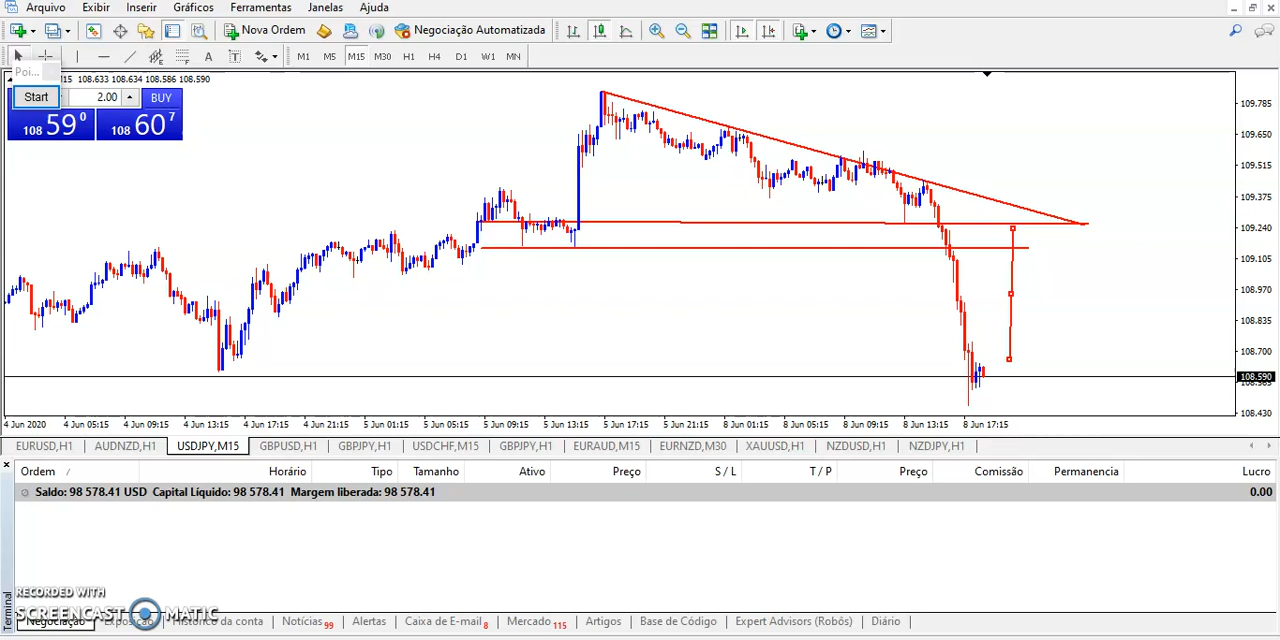 Arquivo Exibir Inserir Gráficos Ferramentas Janelas Ajuda
Nova Ordem Negociação Automatizada
A T M1 M5 M15 M30 H1 H4 D1 W1 MN
Poi... 15 108.633 108.634 108.586 108.590
Start 2.00 BUY
108 59 0 108 60 7
109.785
109.650
109.515
109.375
109.240
109.105
108.970
108.835
108.700
108.590
108.430
4 Jun 2020 4 Jun 05:15 4 Jun 09:15 4 Jun 13:15 4 Jun 17:15 4 Jun 21:15 5 Jun 01:15 5 Jun 05:15 5 Jun 09:15 5 Jun 13:15 5 Jun 17:15 5 Jun 21:15 8 Jun 01:15 8 Jun 05:15 8 Jun 09:15 8 Jun 13:15 8 Jun 17:15
EURUSD,H1 AUDNZD,H1 USDJPY,M15 GBPUSD,H1 GBPJPY,H1 USDCHF,M15 GBPJPY,H1 EURAUD,M15 EURNZD,M30 XAUUSD,H1 NZDUSD,H1 NZDJPY,H1
Ordem / Horário Tipo Tamanho Ativo Preço S / L T / P Preço Comissão Permanencia Lucro
Saldo: 98 578.41 USD Capital Líquido: 98 578.41 Margem liberada: 98 578.41 0.00
RECORDED WITH
SCREENCAST MATIC
Terminal
Negociação Exposição Histórico da conta Notícias 99 Alertas Caixa de E-mail 8 Mercado 115 Artigos Base de Código Expert Advisors (Robôs) Diário